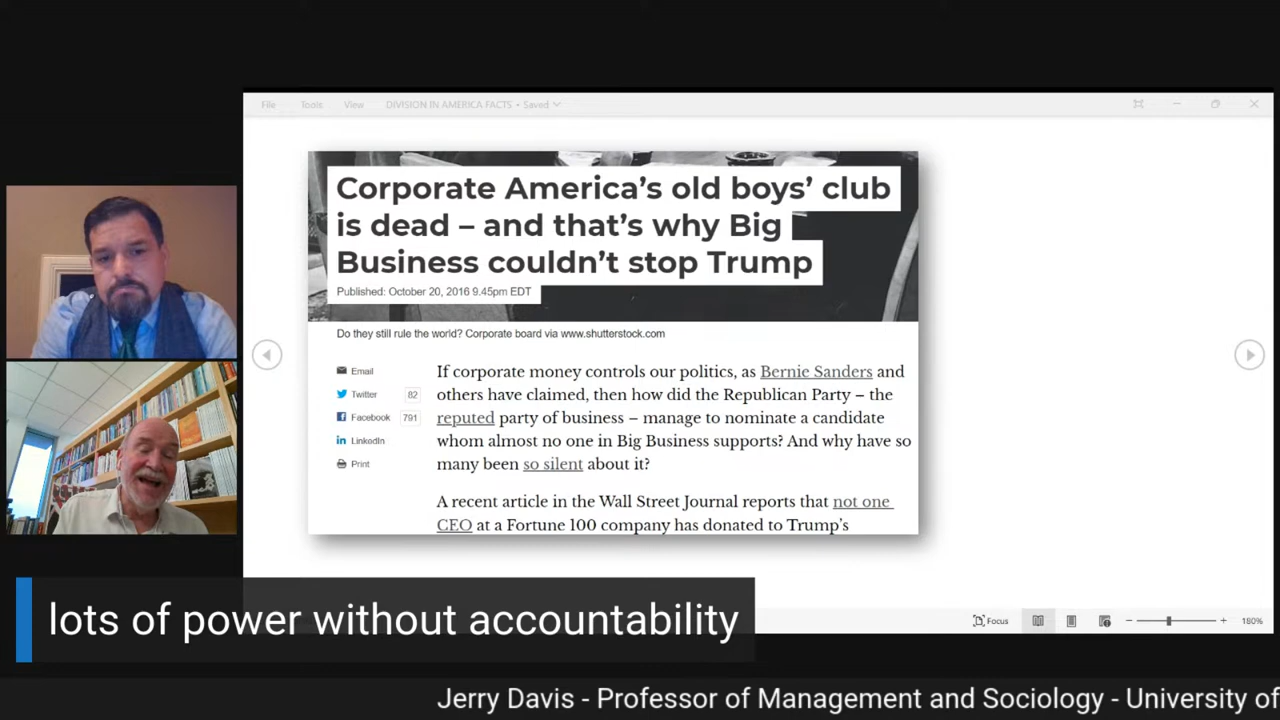 File Tools View DIVISION IN AMERICA FACTS • Saved
Corporate America's old boys' club
is dead – and that's why Big
Business couldn't stop Trump
Published: October 20, 2016 9.45pm EDT
Do they still rule the world? Corporate board via www.shutterstock.com
Email
Twitter 82
Facebook 791
LinkedIn
Print
If corporate money controls our politics, as Bernie Sanders and
others have claimed, then how did the Republican Party – the
reputed party of business – manage to nominate a candidate
whom almost no one in Big Business supports? And why have so
many been so silent about it?
A recent article in the Wall Street Journal reports that not one
CEO at a Fortune 100 company has donated to Trump's
lots of power without accountability
Focus
180%
Jerry Davis - Professor of Management and Sociology - University of